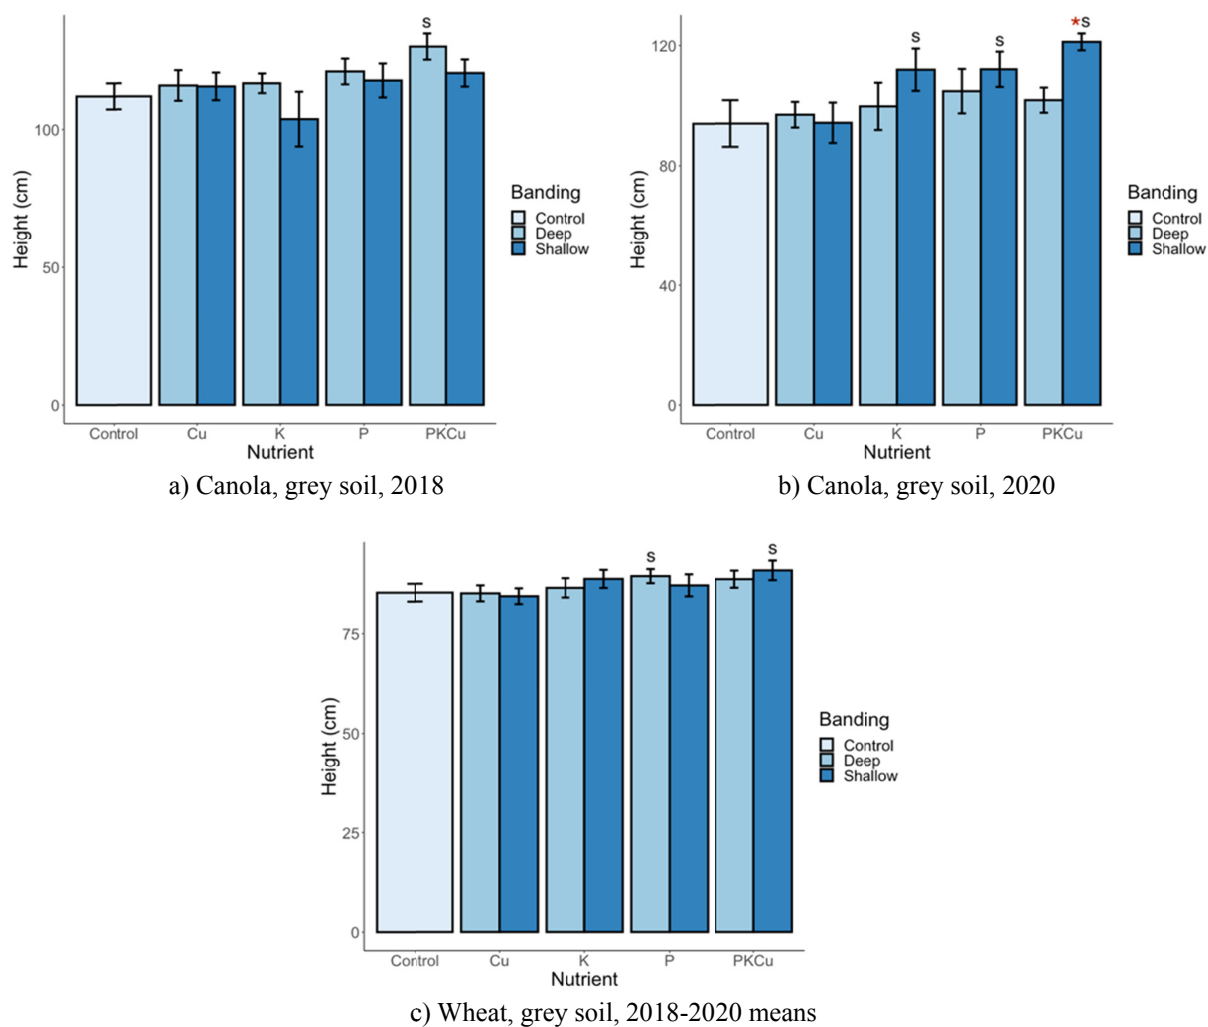 s
100
50
0
Height (cm)
Control Cu K P PKCu
Nutrient
Banding
Control
Deep
Shallow
a) Canola, grey soil, 2018
s s *s
120
80
40
0
Height (cm)
Control Cu K P PKCu
Nutrient
Banding
Control
Deep
Shallow
b) Canola, grey soil, 2020
s s
75
50
25
0
Height (cm)
Control Cu K P PKCu
Nutrient
Banding
Control
Deep
Shallow
c) Wheat, grey soil, 2018-2020 means